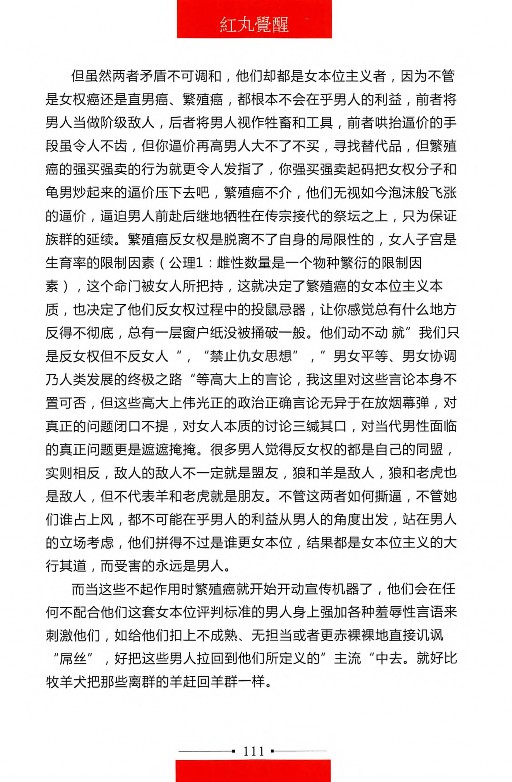 紅丸覺醒
但虽然两者矛盾不可调和，他们却都是女本位主义者，因为不管
是女权癌还是直男癌、繁殖癌，都根本不会在乎男人的利益，前者将
男人当做阶级敌人，后者将男人视作牲畜和工具，前者哄抬逼价的手
段虽令人不齿，但你逼价再高男人大不了不买，寻找替代品，但繁殖
癌的强买强卖的行为就更令人发指了，你强买强卖起码把女权分子和
龟男炒起来的逼价压下去吧，繁殖癌不介，他们无视如今泡沫般飞涨
的逼价，逼迫男人前赴后继地牺牲在传宗接代的祭坛之上，只为保证
族群的延续。繁殖癌反女权是脱离不了自身的局限性的，女人子宫是
生育率的限制因素（公理1：雌性数量是一个物种繁衍的限制因
素），这个命门被女人所把持，这就决定了繁殖癌的女本位主义本
质，也决定了他们反女权过程中的投鼠忌器，让你感觉总有什么地方
反得不彻底，总有一层窗户纸没被捅破一般。他们动不动 就”我们只
是反女权但不反女人“，“禁止仇女思想”，”男女平等、男女协调
乃人类发展的终极之路“等高大上的言论，我这里对这些言论本身不
置可否，但这些高大上伟光正的政治正确言论无异于在放烟幕弹，对
真正的问题闭口不提，对女人本质的讨论三缄其口，对当代男性面临
的真正问题更是遮遮掩掩。很多男人觉得反女权的都是自己的同盟，
实则相反，敌人的敌人不一定就是盟友，狼和羊是敌人，狼和老虎也
是敌人，但不代表羊和老虎就是朋友。不管这两者如何撕逼，不管她
们谁占上风，都不可能在乎男人的利益从男人的角度出发，站在男人
的立场考虑，他们拼得不过是谁更女本位，结果都是女本位主义的大
行其道，而受害的永远是男人。
而当这些不起作用时繁殖癌就开始开动宣传机器了，他们会在任
何不配合他们这套女本位评判标准的男人身上强加各种羞辱性言语来
刺激他们，如给他们扣上不成熟、无担当或者更赤裸裸地直接讥讽
“屌丝”，好把这些男人拉回到他们所定义的”主流“中去。就好比
牧羊犬把那些离群的羊赶回羊群一样。
111